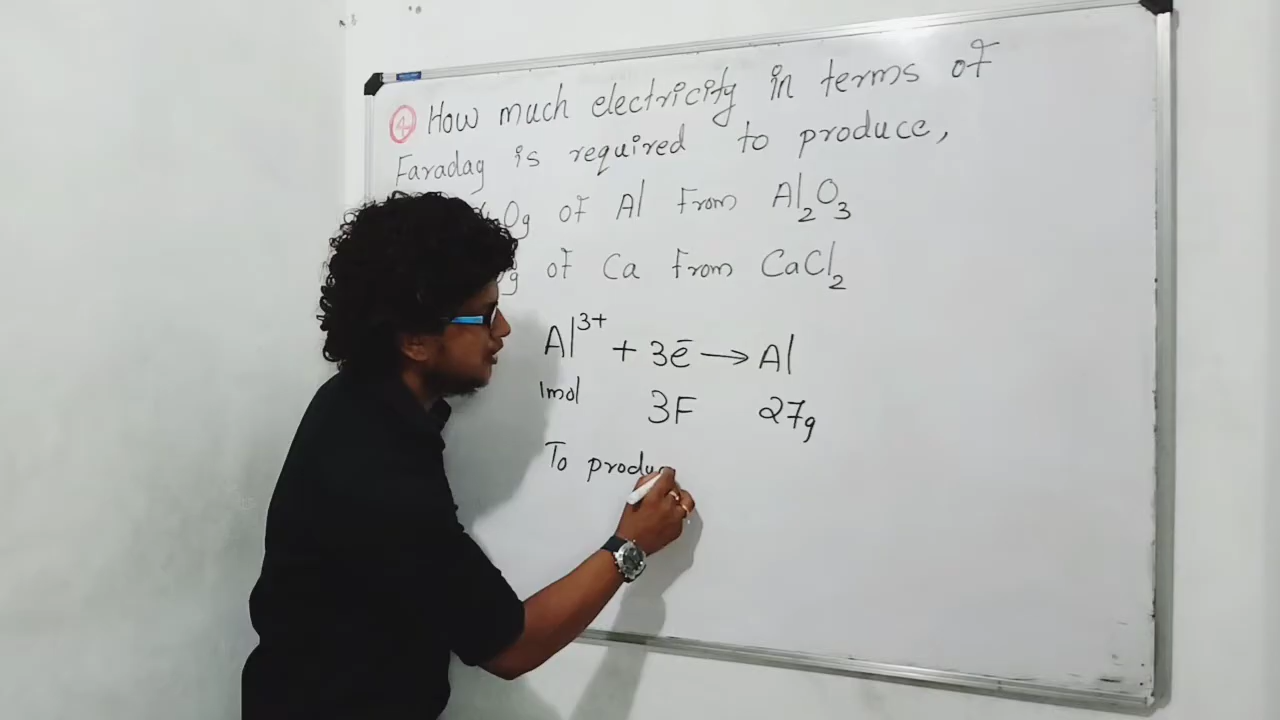 4 How much electricity in terms of
Faraday is required to produce,
of Al from Al₂O₃
of Ca from CaCl₂
Al³⁺ + 3ē → Al
1mol 3F 27g
To produ